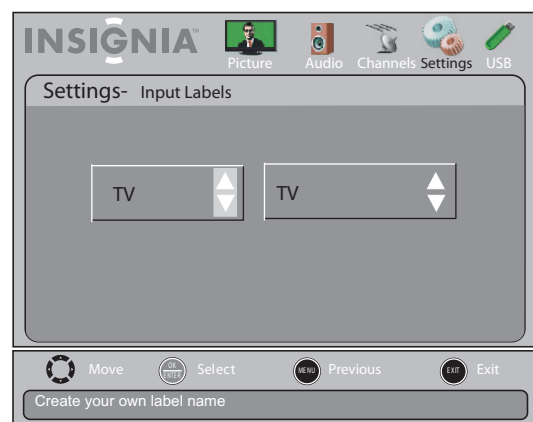 INSIGNIA™
Picture Audio Channels Settings USB
Settings- Input Labels
TV TV
Move OK ENTER Select MENU Previous EXIT Exit
Create your own label name